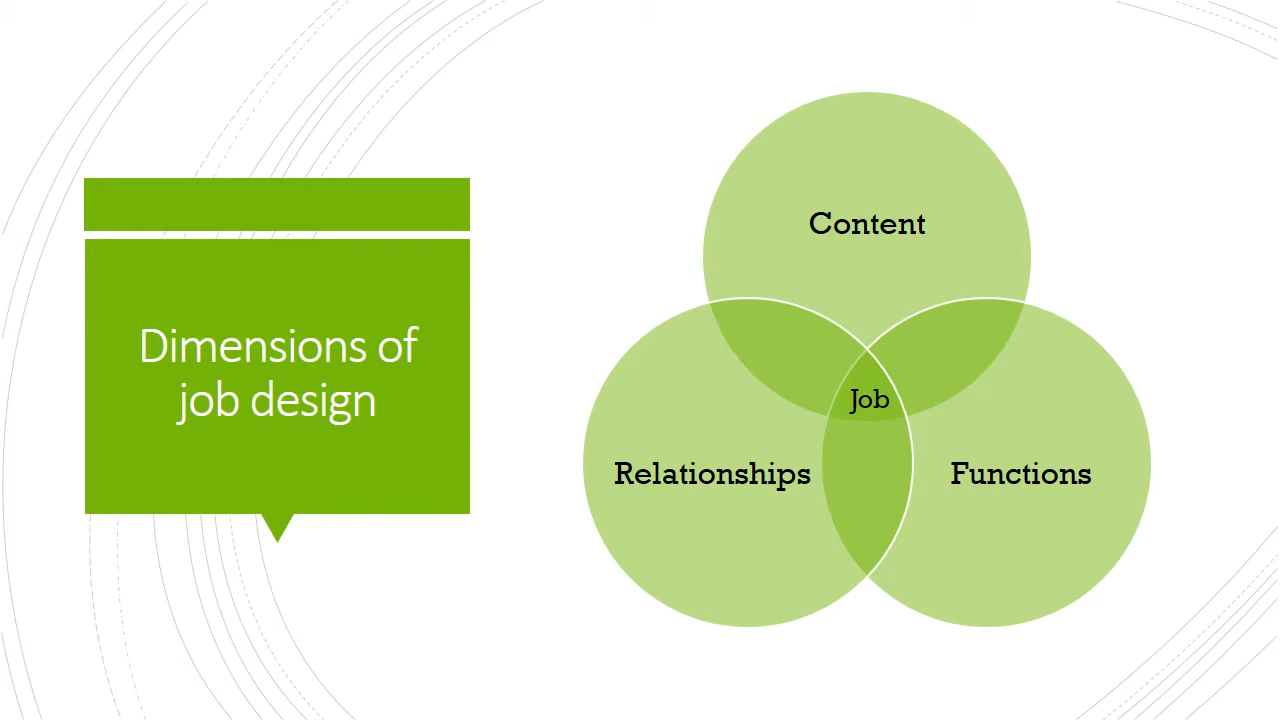 Dimensions of
job design
Content
Job
Relationships
Functions